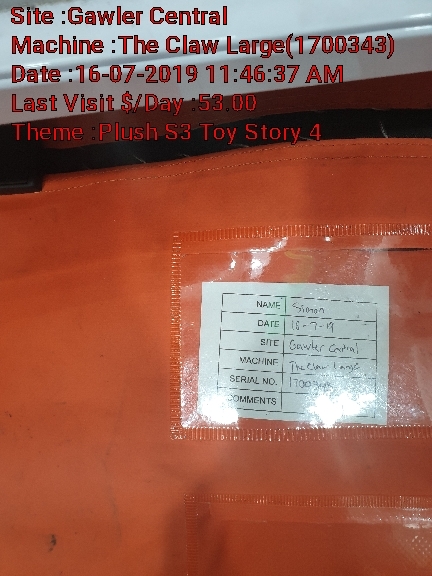 Site :Gawler Central
Machine :The Claw Large(1700343)
Date :16-07-2019 11:46:37 AM
Last Visit $/Day :53.00
Theme :Plush S3 Toy Story 4
NAME Simon
DATE 16-7-19
SITE Gawler Central
MACHINE The Claw Large
SERIAL NO. 1700343
COMMENTS